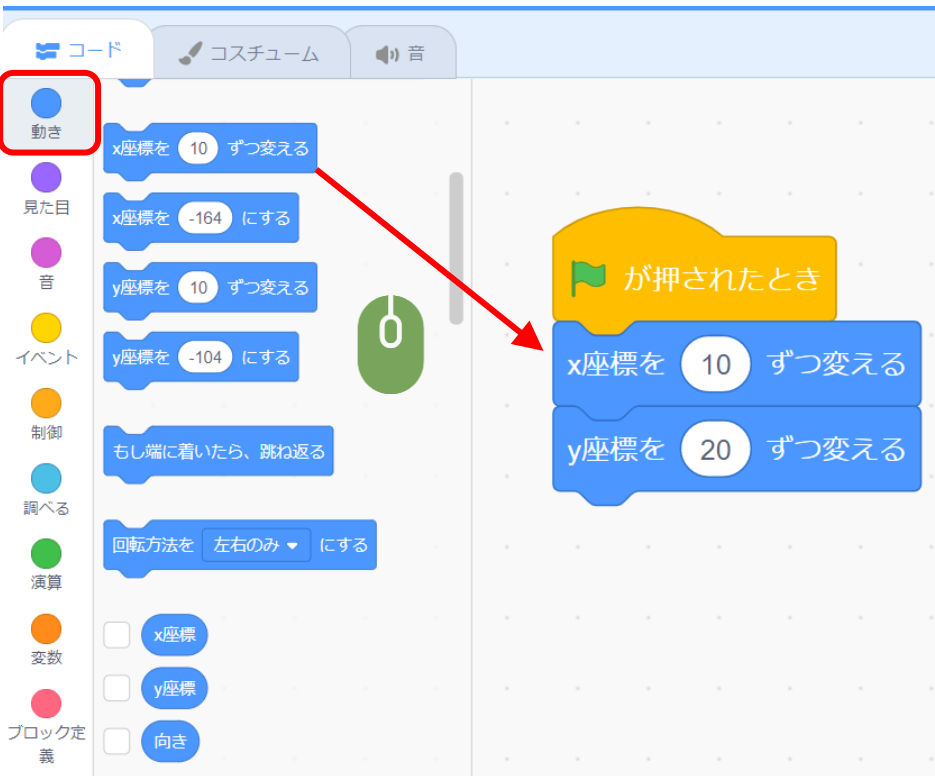 コード
コスチューム
音
動き
見た目
音
イベント
制御
調べる
演算
変数
ブロック定
義
x座標を 10 ずつ変える
x座標を -164 にする
y座標を 10 ずつ変える
y座標を -104 にする
もし端に着いたら、跳ね返る
回転方法を 左右のみ にする
x座標
y座標
向き
が押されたとき
x座標を 10 ずつ変える
y座標を 20 ずつ変える